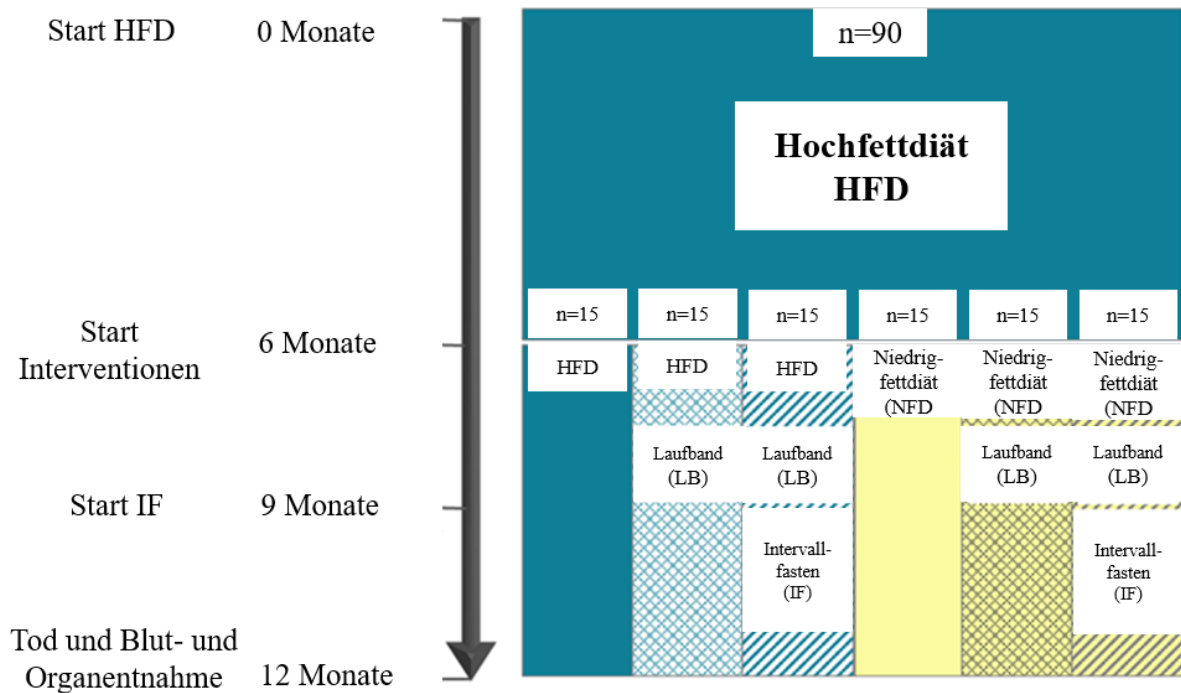 Start HFD 0 Monate
n=90
Hochfettdiät
HFD
n=15 n=15 n=15 n=15 n=15 n=15
Start
Interventionen
6 Monate
HFD HFD HFD
Niedrig-
fettdiät
(NFD
Niedrig-
fettdiät
(NFD
Niedrig-
fettdiät
(NFD
Laufband
(LB)
Laufband
(LB)
Laufband
(LB)
Laufband
(LB)
Start IF 9 Monate
Intervall-
fasten
(IF)
Intervall-
fasten
(IF)
Tod und Blut- und
Organentnahme
12 Monate